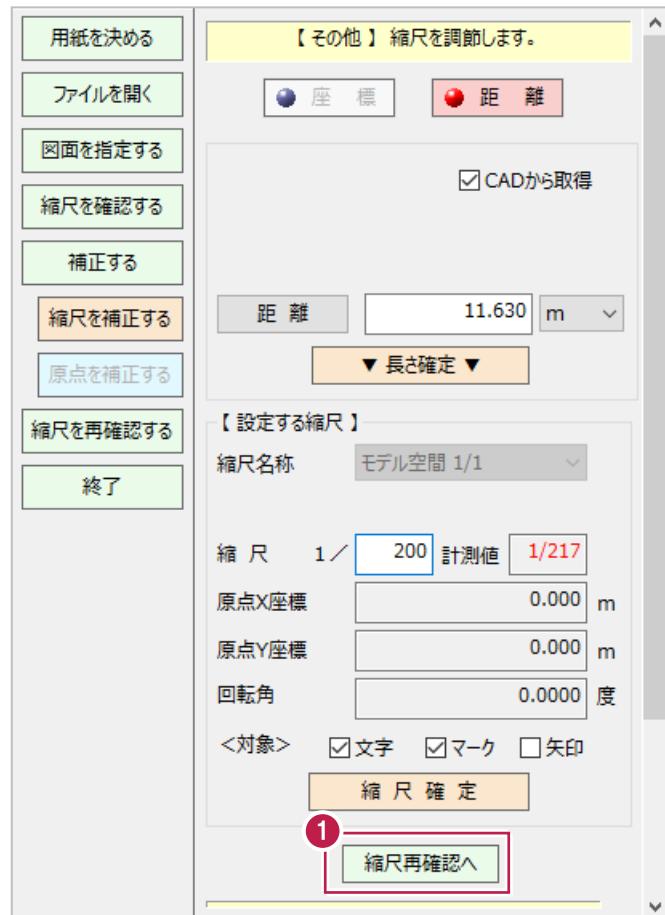 用紙を決める
ファイルを開く
図面を指定する
縮尺を確認する
補正する
縮尺を補正する
原点を補正する
縮尺を再確認する
終了
【 その他 】 縮尺を調節します。
座 標 距 離
CADから取得
距 離 11.630 m
▼ 長さ確定 ▼
【 設定する縮尺 】
縮尺名称 モデル空間 1/1
縮 尺 1／ 200 計測値 1/217
原点X座標 0.000 m
原点Y座標 0.000 m
回転角 0.0000 度
<対象> 文字 マーク 矢印
縮 尺 確 定
1
縮尺再確認へ